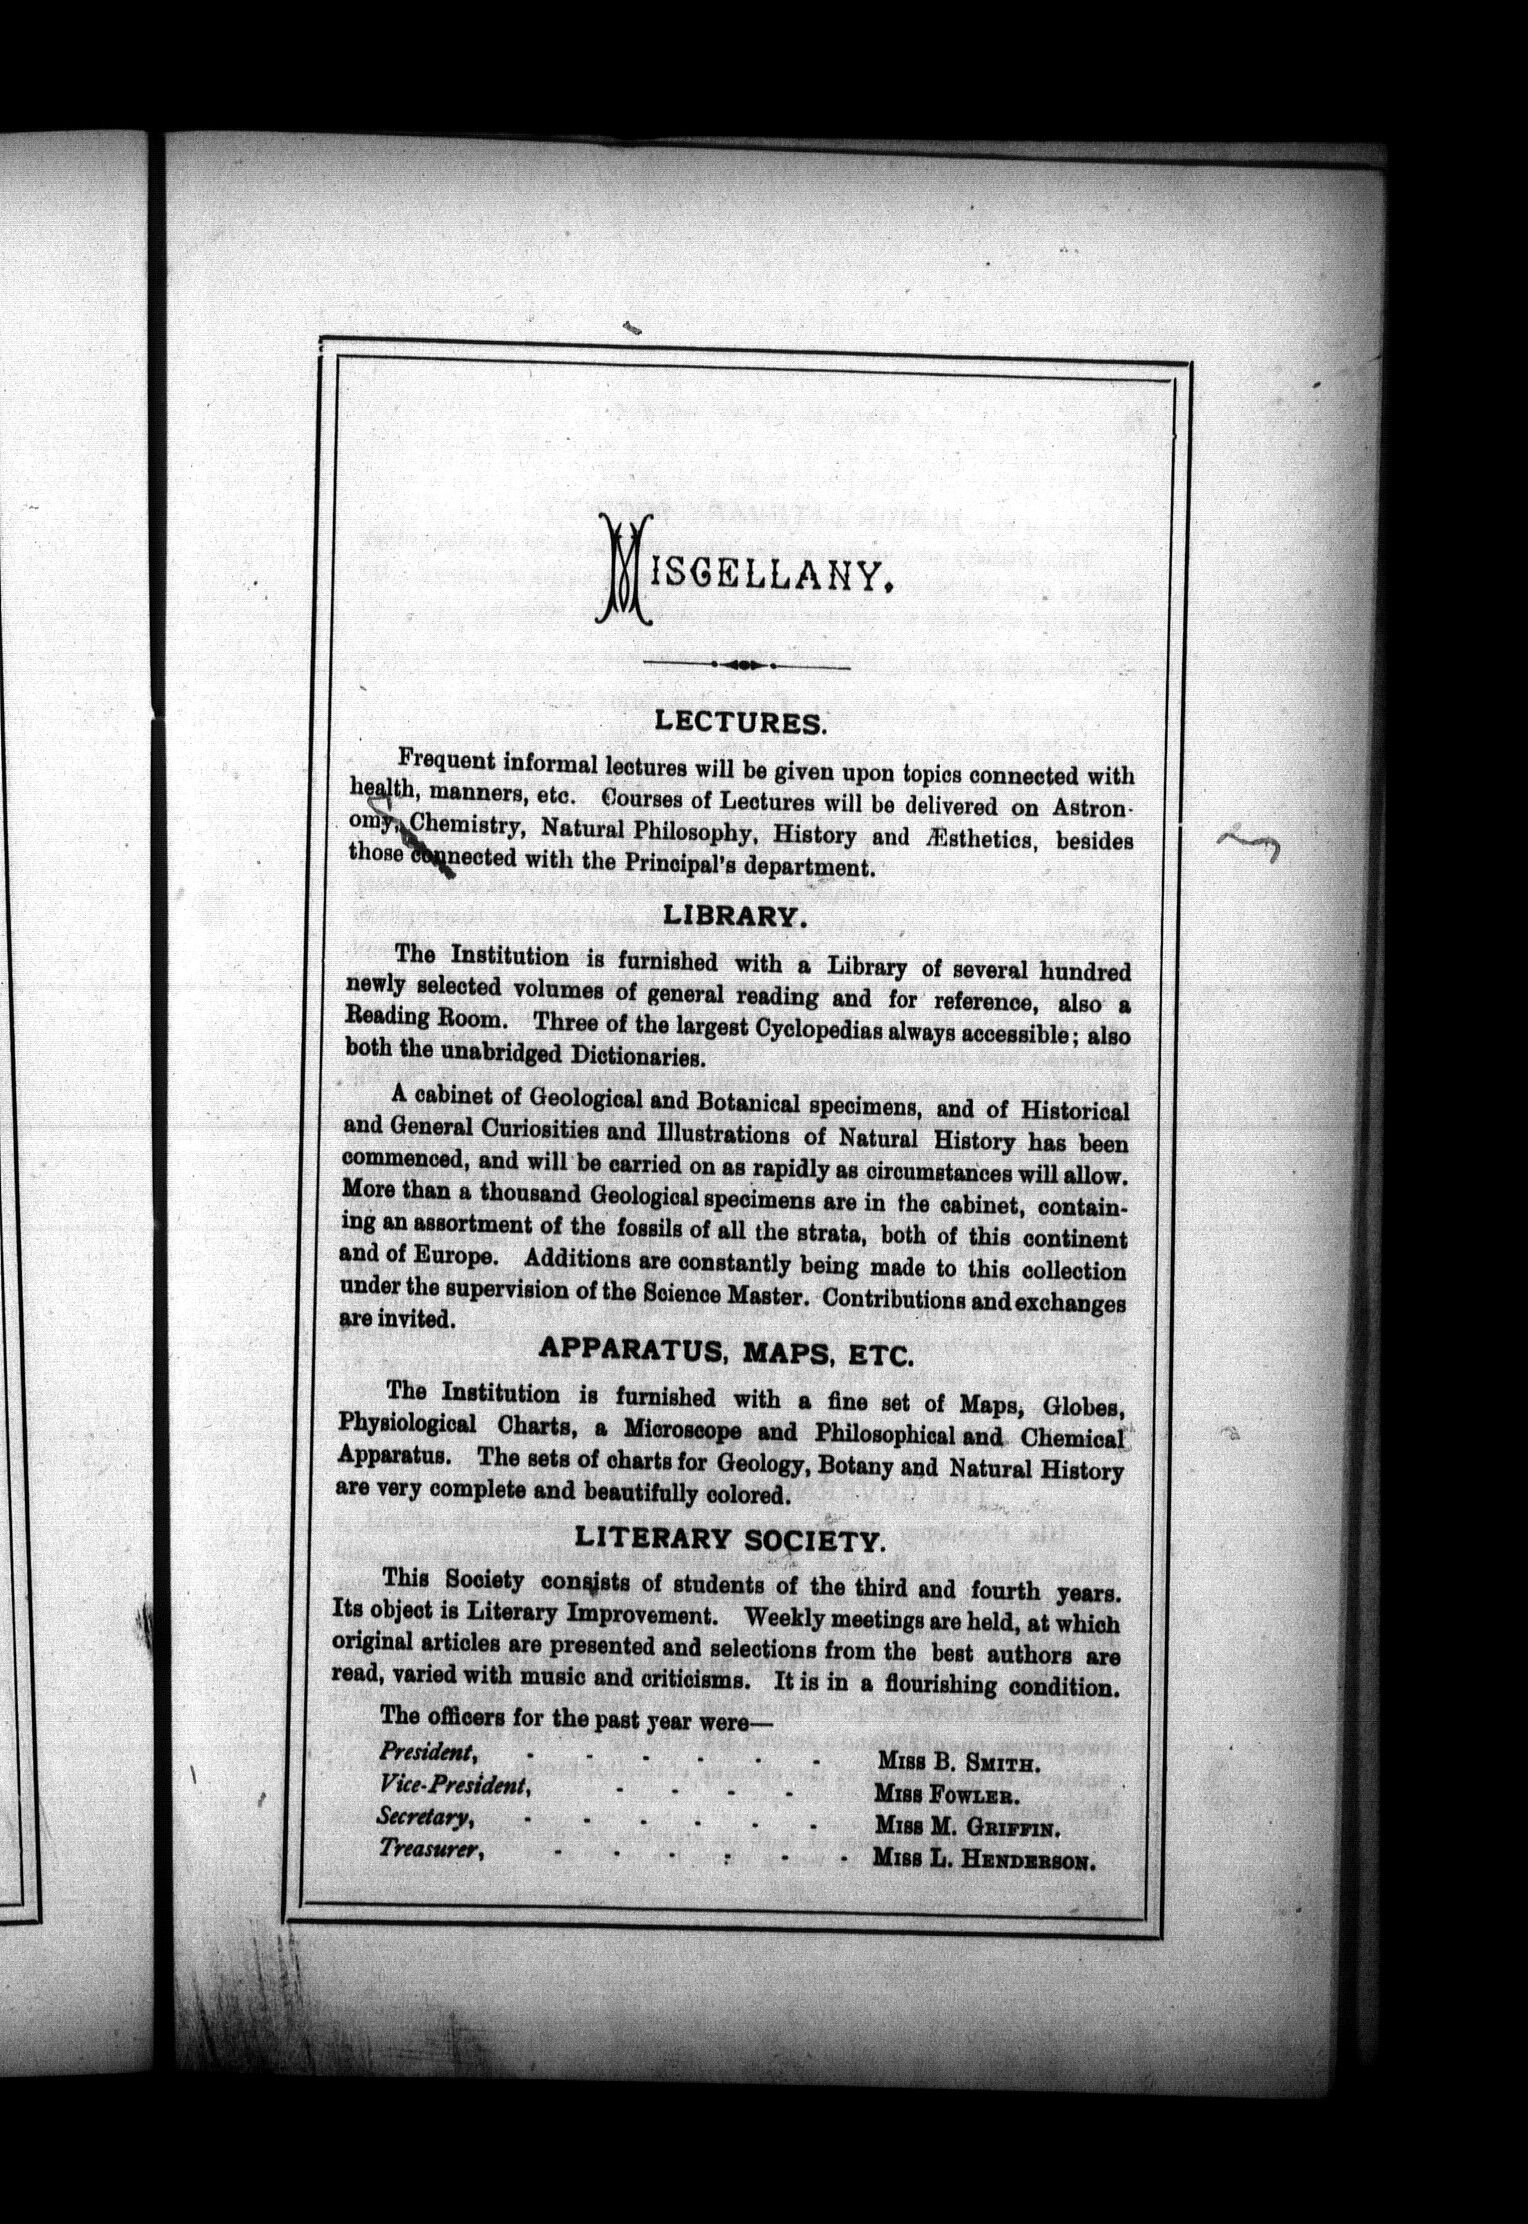 MISCELLANY.
LECTURES.
Frequent informal lectures will be given upon topics connected with
health, manners, etc. Courses of Lectures will be delivered on Astron-
omy, Chemistry, Natural Philosophy, History and Æsthetics, besides
those connected with the Principal's department.
LIBRARY.
The Institution is furnished with a Library of several hundred
newly selected volumes of general reading and for reference, also a
Reading Room. Three of the largest Cyclopedias always accessible; also
both the unabridged Dictionaries.
A cabinet of Geological and Botanical specimens, and of Historical
and General Curiosities and Illustrations of Natural History has been
commenced, and will be carried on as rapidly as circumstances will allow.
More than a thousand Geological specimens are in the cabinet, contain-
ing an assortment of the fossils of all the strata, both of this continent
and of Europe. Additions are constantly being made to this collection
under the supervision of the Science Master. Contributions and exchanges
are invited.
APPARATUS, MAPS, ETC.
The Institution is furnished with a fine set of Maps, Globes,
Physiological Charts, a Microscope and Philosophical and Chemical
Apparatus. The sets of charts for Geology, Botany and Natural History
are very complete and beautifully colored.
LITERARY SOCIETY.
This Society consists of students of the third and fourth years.
Its object is Literary Improvement. Weekly meetings are held, at which
original articles are presented and selections from the best authors are
read, varied with music and criticisms. It is in a flourishing condition.
The officers for the past year were—
President, - - - - - - MISS B. SMITH.
Vice-President, - - - - MISS FOWLER.
Secretary, - - - - - - MISS M. GRIFFIN.
Treasurer, - - - - - - MISS L. HENDERSON.